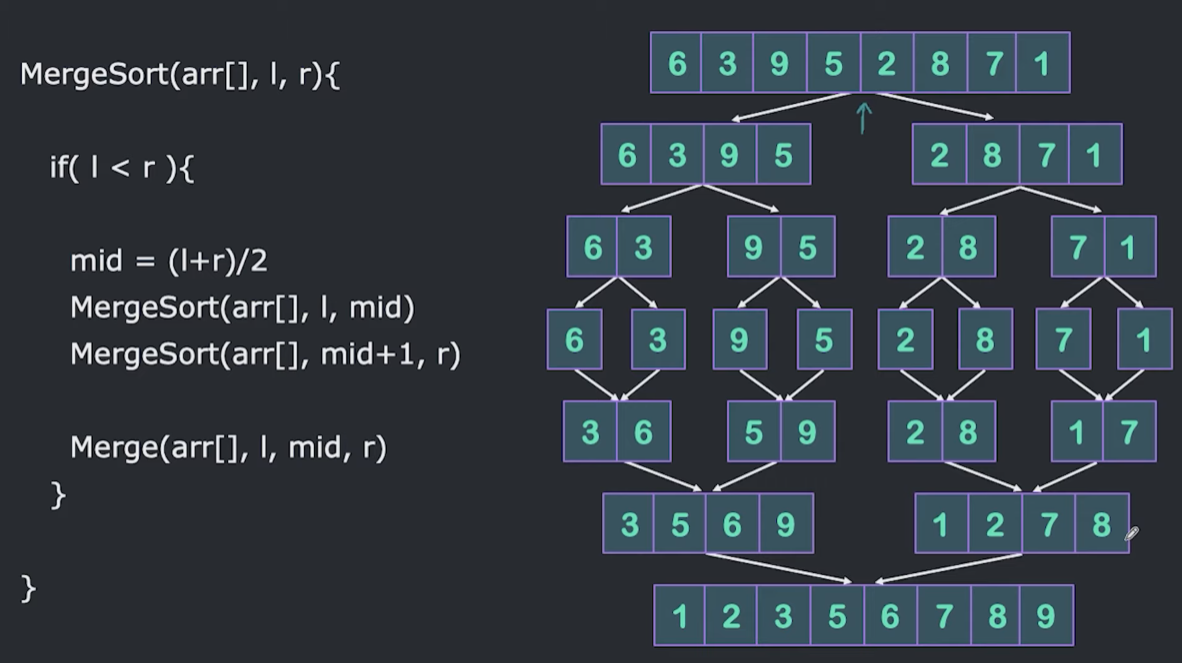 MergeSort(arr[], l, r){
if( l < r ){
mid = (l+r)/2
MergeSort(arr[], l, mid)
MergeSort(arr[], mid+1, r)
Merge(arr[], l, mid, r)
}
}
6 3 9 5 2 8 7 1
6 3 9 5 2 8 7 1
6 3 9 5 2 8 7 1
6 3 9 5 2 8 7 1
3 6 5 9 2 8 1 7
3 5 6 9 1 2 7 8
1 2 3 5 6 7 8 9